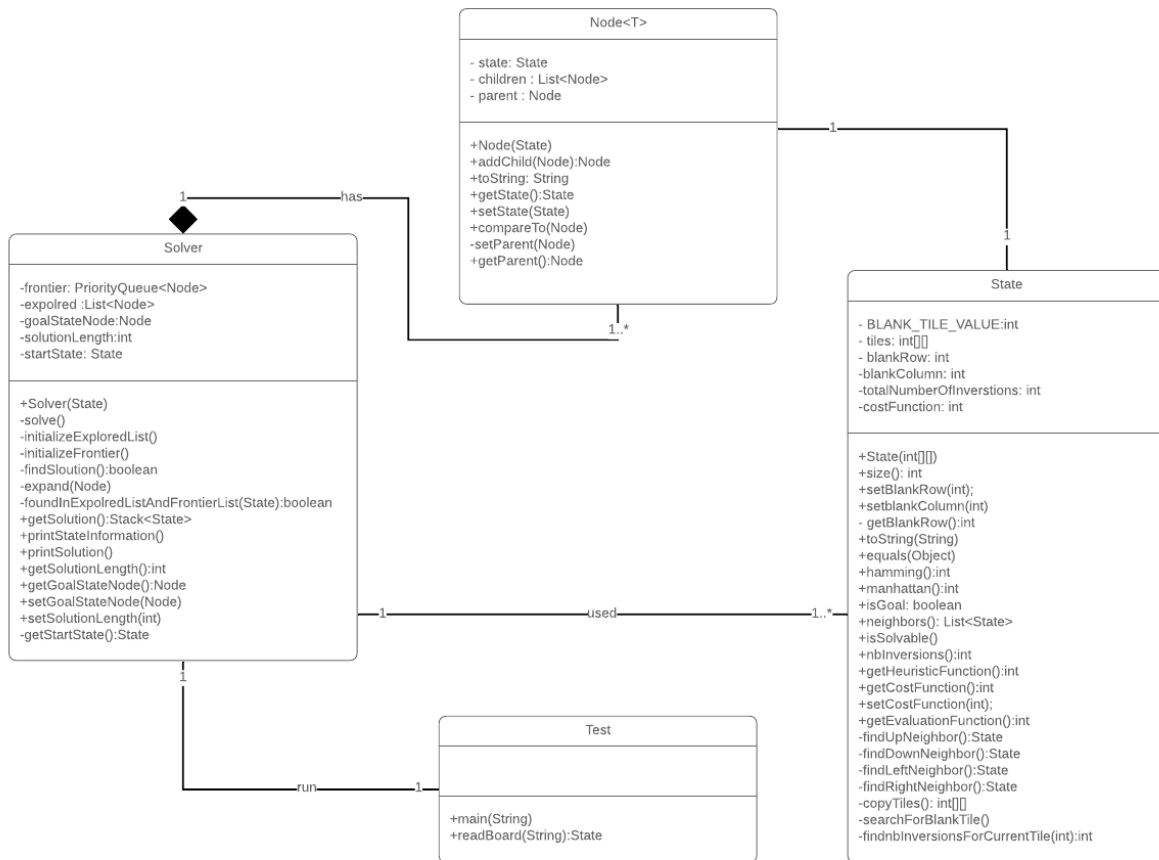 Node<T>
- state: State
- children : List<Node>
- parent : Node
+Node(State)
+addChild(Node):Node
+toString: String
+getState():State
+setState(State)
+compareTo(Node)
-setParent(Node)
+getParent():Node
1
1
1
has
1..*
Solver
-frontier: PriorityQueue<Node>
-expolred :List<Node>
-goalStateNode:Node
-solutionLength:int
-startState: State
+Solver(State)
-solve()
-initializeExploredList()
-initializeFrontier()
-findSloution():boolean
-expand(Node)
-foundInExpolredListAndFrontierList(State):boolean
+getSolution():Stack<State>
+printStateInformation()
+printSolution()
+getSolutionLength():int
+getGoalStateNode():Node
+setGoalStateNode(Node)
+setSolutionLength(int)
-getStartState():State
State
- BLANK_TILE_VALUE:int
- tiles: int[][]
- blankRow: int
-blankColumn: int
-totalNumberOfInverstions: int
-costFunction: int
+State(int[][])
+size(): int
+setBlankRow(int);
+setblankColumn(int)
- getBlankRow():int
+toString(String)
+equals(Object)
+hamming():int
+manhattan():int
+isGoal: boolean
+neighbors(): List<State>
+isSolvable()
+nbInversions():int
+getHeuristicFunction():int
+getCostFunction():int
+setCostFunction(int);
+getEvaluationFunction():int
-findUpNeighbor():State
-findDownNeighbor():State
-findLeftNeighbor():State
-findRightNeighbor():State
-copyTiles(): int[][]
-searchForBlankTile()
-findnbInversionsForCurrentTile(int):int
1
used
1..*
1
run
1
Test
+main(String)
+readBoard(String):State